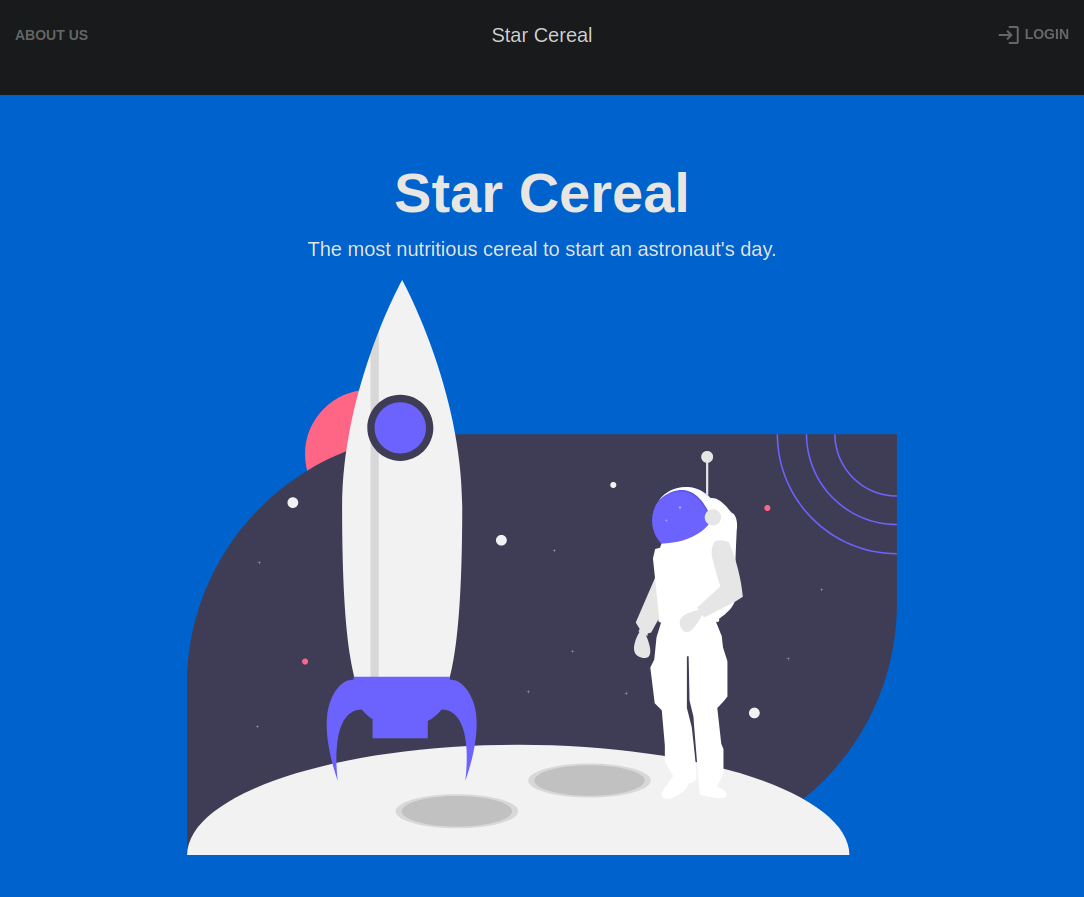 ABOUT US
Star Cereal
LOGIN
Star Cereal
The most nutritious cereal to start an astronaut's day.